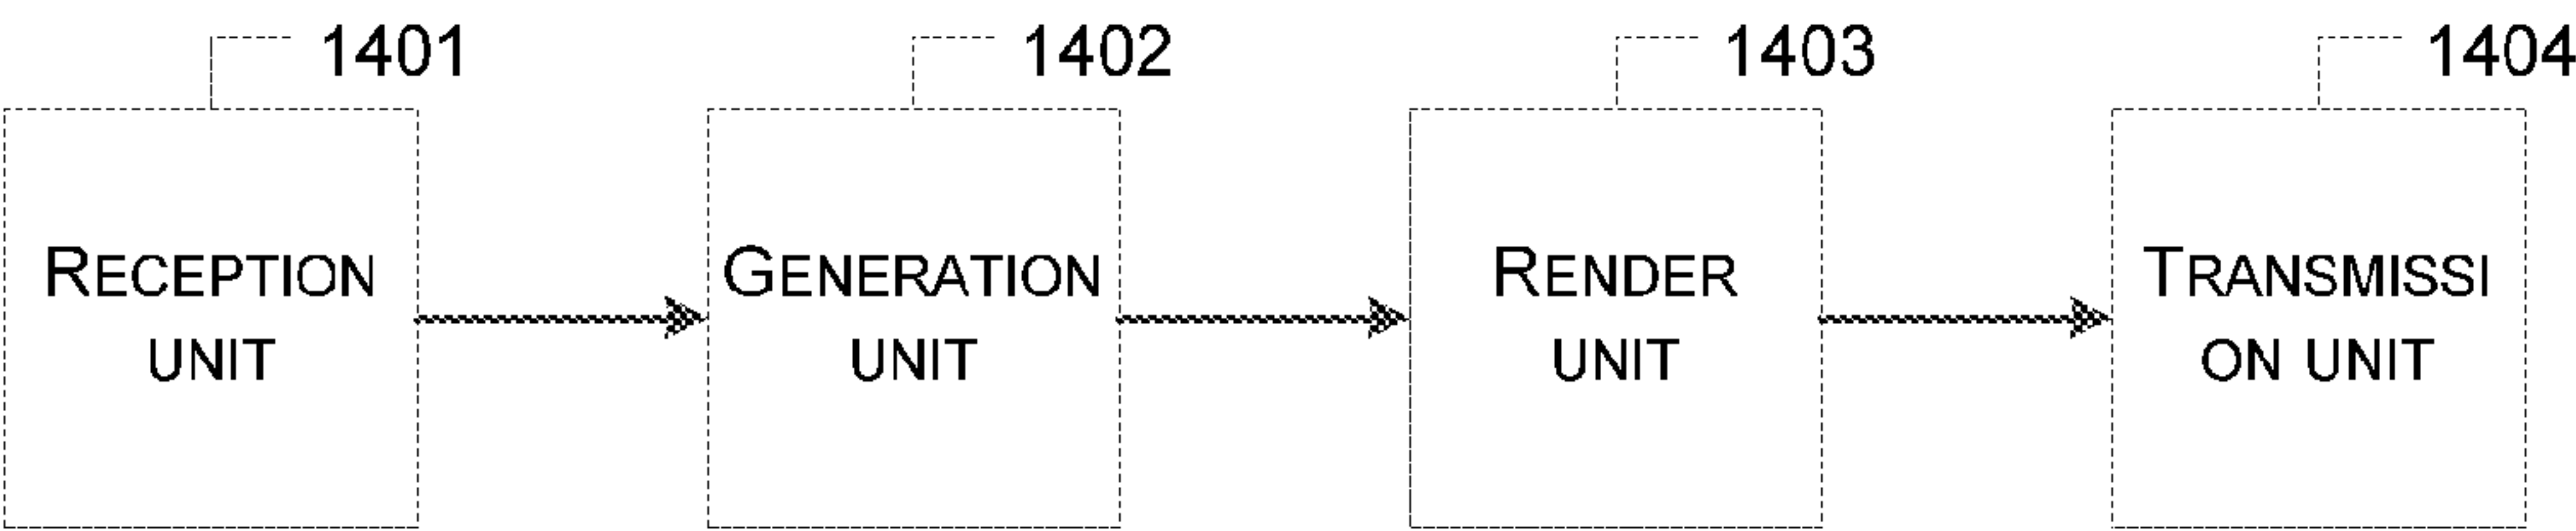 1401
1402
1403
1404
RECEPTION
UNIT
GENERATION
UNIT
RENDER
UNIT
TRANSMISSI
ON UNIT